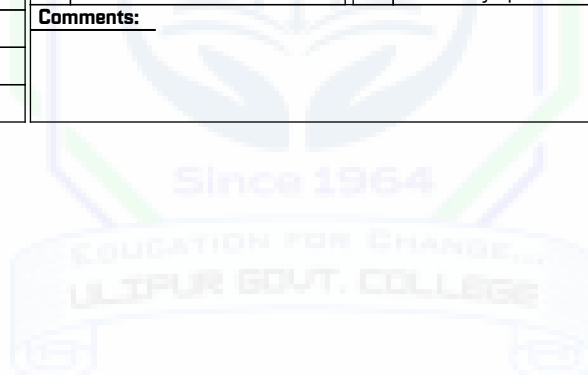 Comments:
Since 1964
EDUCATION FOR CHANGE...
ULIPUR GOVT. COLLEGE